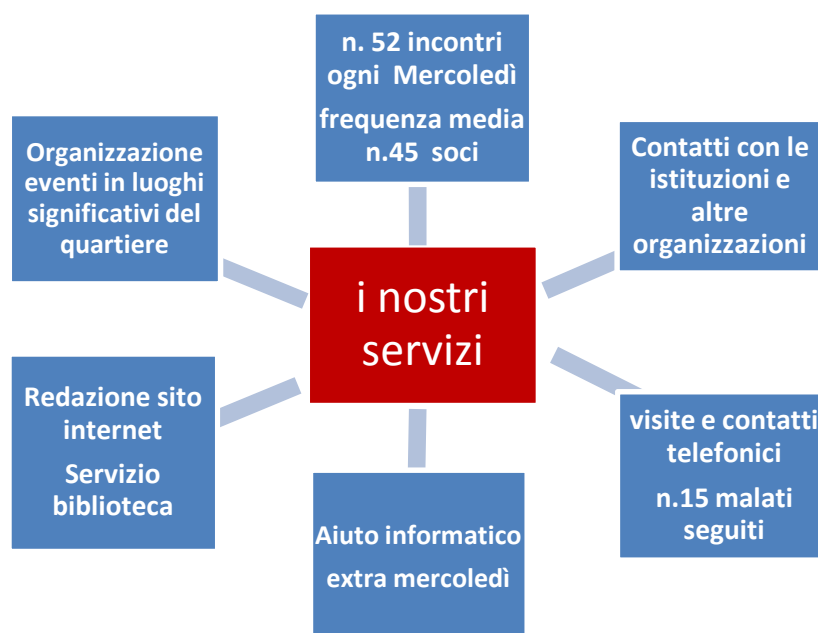 n. 52 incontri
ogni Mercoledì
frequenza media
n.45 soci
Organizzazione
eventi in luoghi
significativi del
quartiere
Contatti con le
istituzioni e
altre
organizzazioni
i nostri
servizi
Redazione sito
internet
Servizio
biblioteca
visite e contatti
telefonici
n.15 malati
seguiti
Aiuto informatico
extra mercoledì